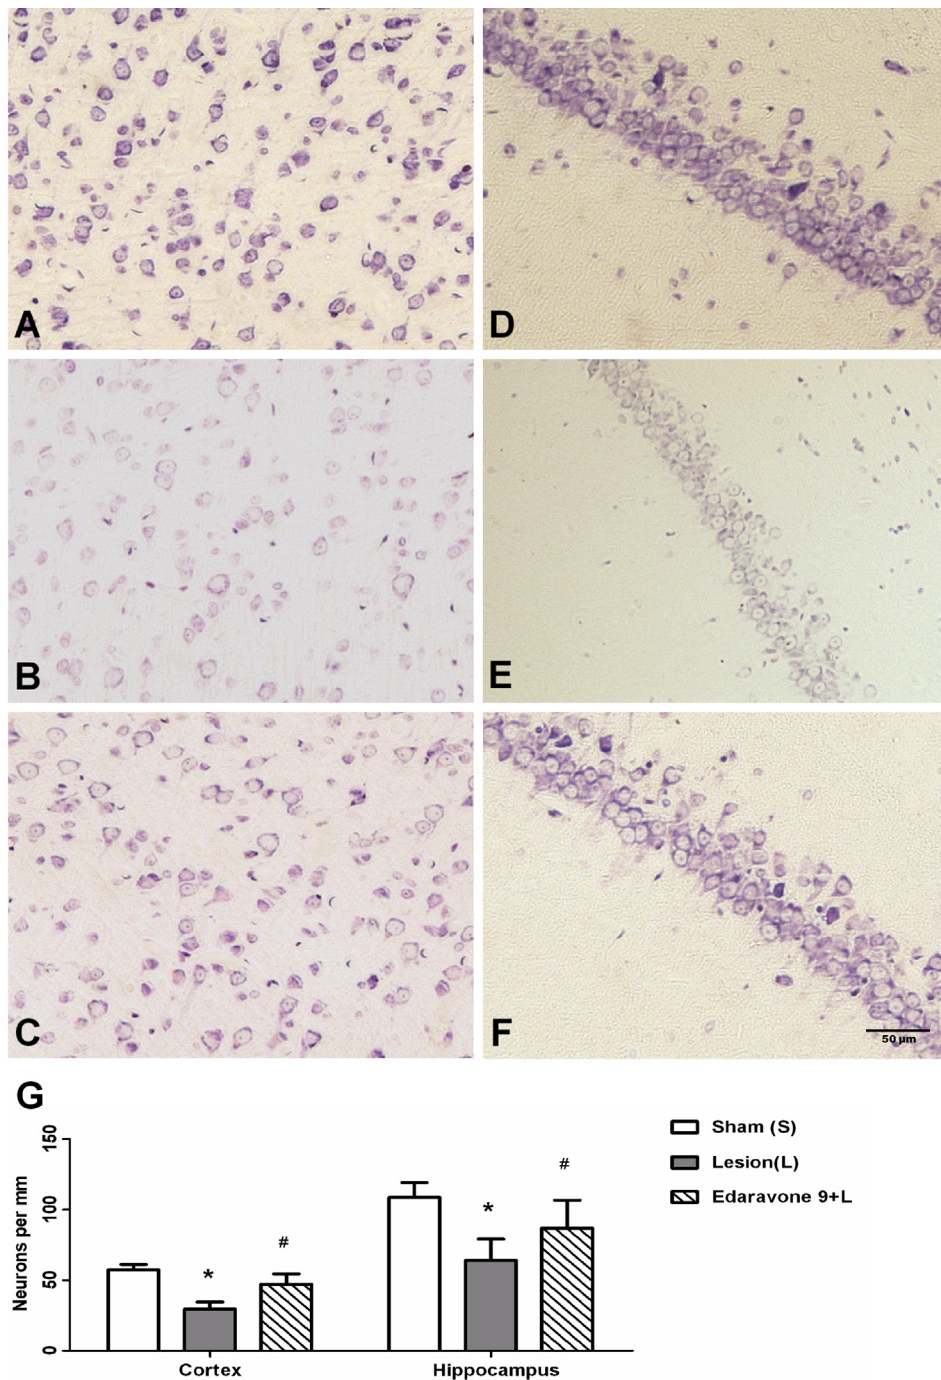 A
D
B
E
C
F
50 µm
G
Neurons per mm
150
100
50
0
*
#
*
#
Cortex
Hippocampus
Sham (S)
Lesion(L)
Edaravone 9+L